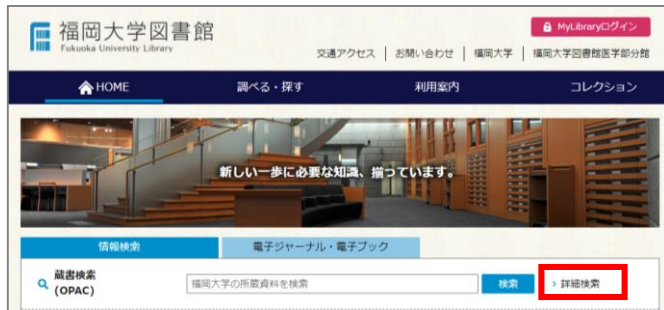 福岡大学図書館
Fukuoka University Library
MyLibraryログイン
交通アクセス | お問い合わせ | 福岡大学 | 福岡大学図書館医学部分館
HOME 調べる・探す 利用案内 コレクション
新しい一歩に必要な知識、揃っています。
情報検索 電子ジャーナル・電子ブック
蔵書検索
(OPAC)
福岡大学の所蔵資料を検索 検索 › 詳細検索